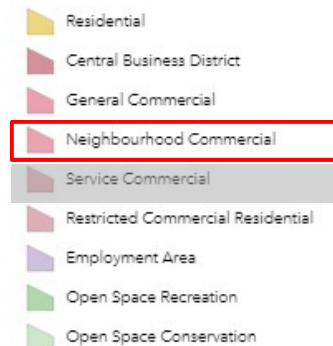 Residential
Central Business District
General Commercial
Neighbourhood Commercial
Service Commercial
Restricted Commercial Residential
Employment Area
Open Space Recreation
Open Space Conservation